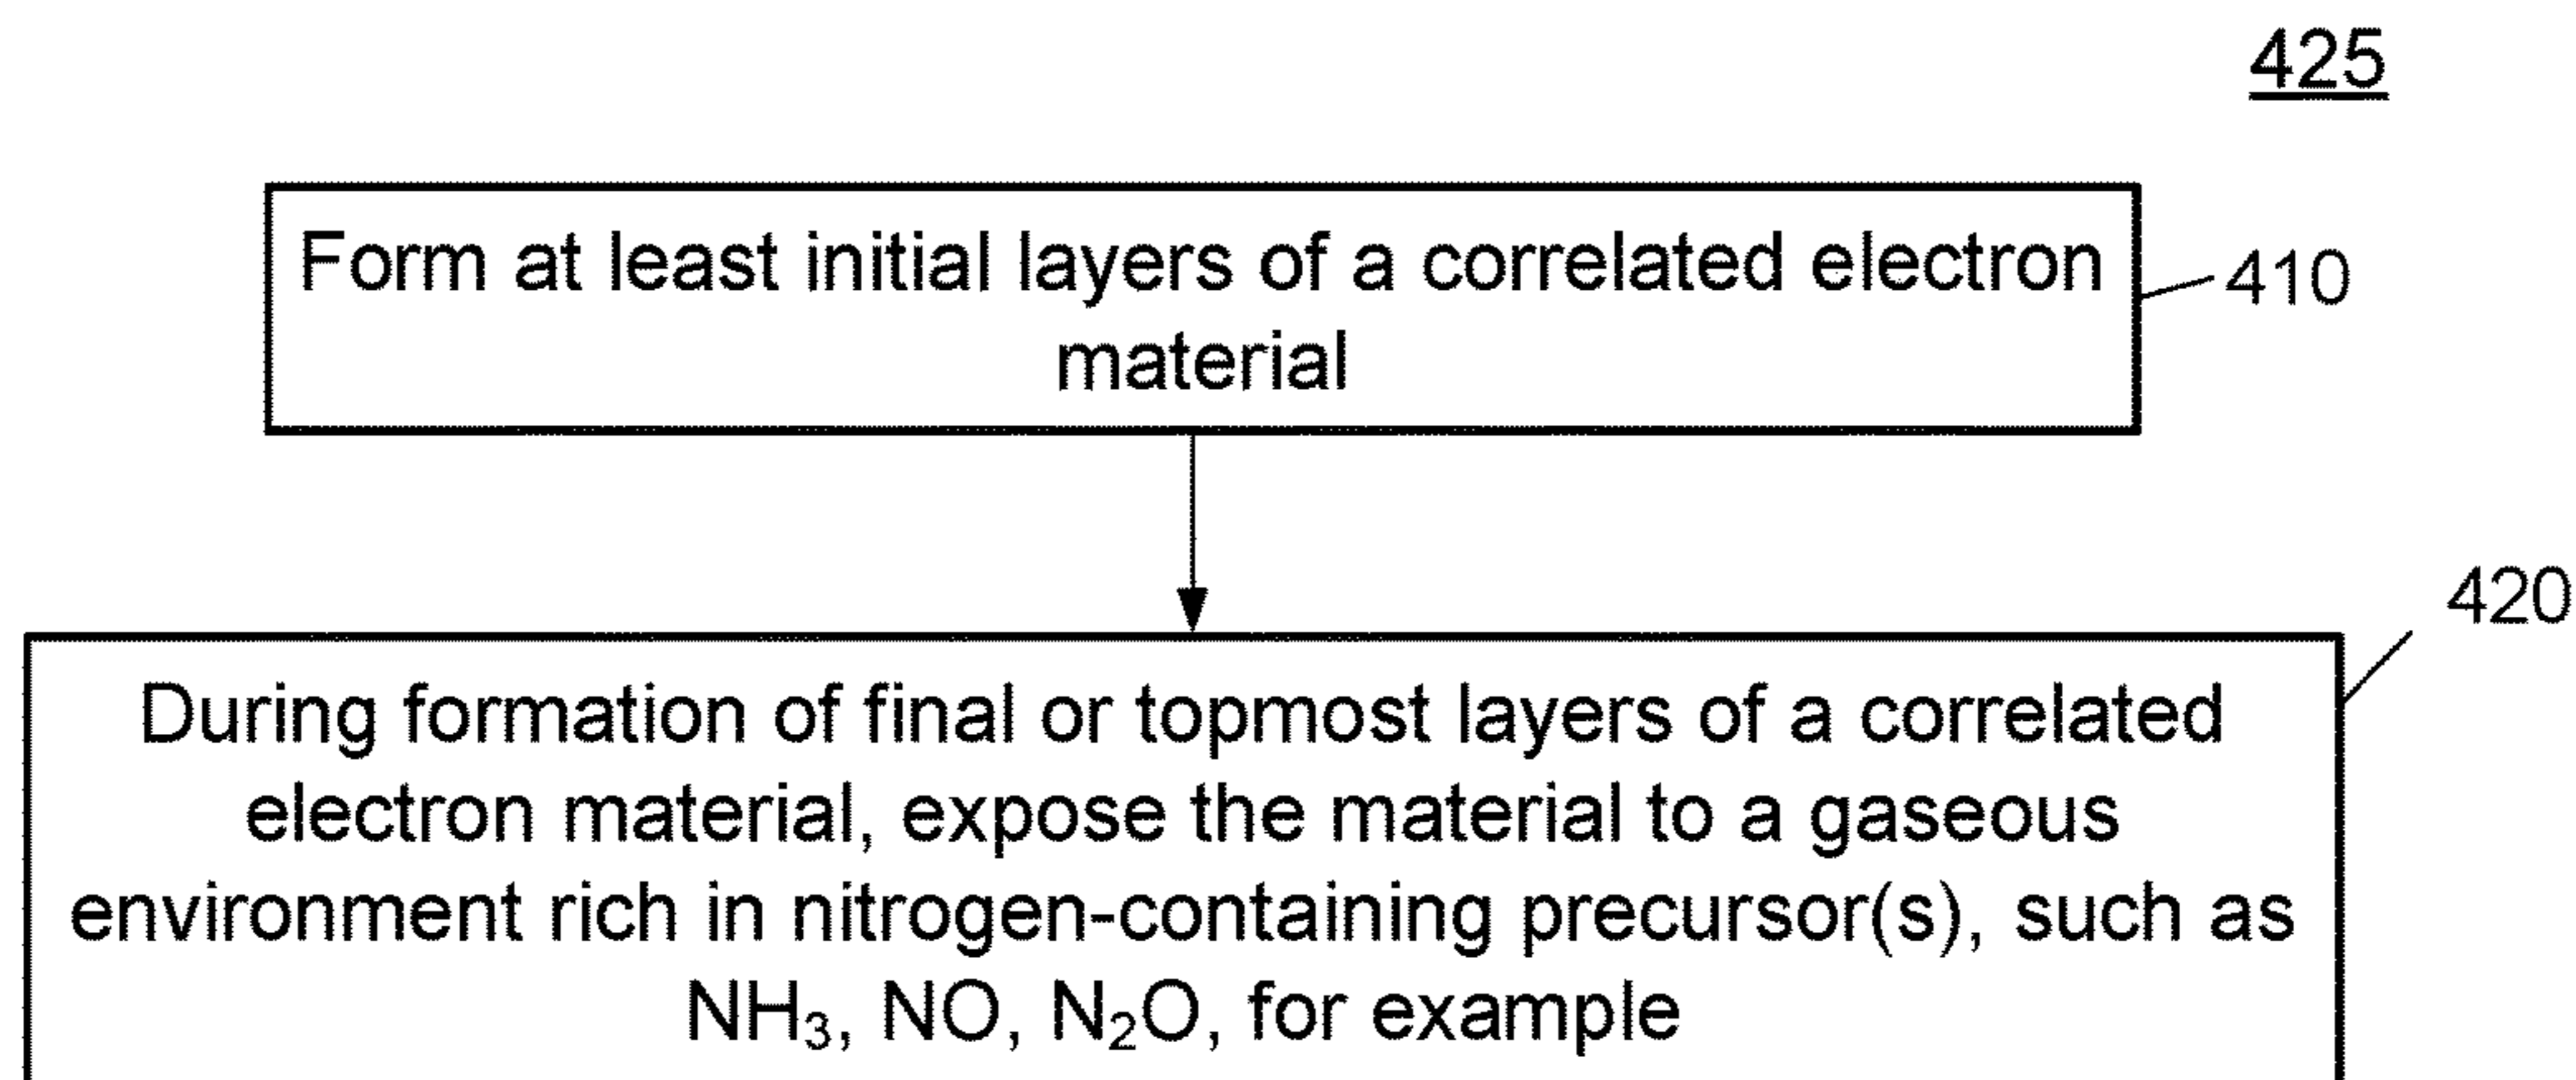 425
Form at least initial layers of a correlated electron
material
410
420
During formation of final or topmost layers of a correlated
electron material, expose the material to a gaseous
environment rich in nitrogen-containing precursor(s), such as
NH₃, NO, N₂O, for example